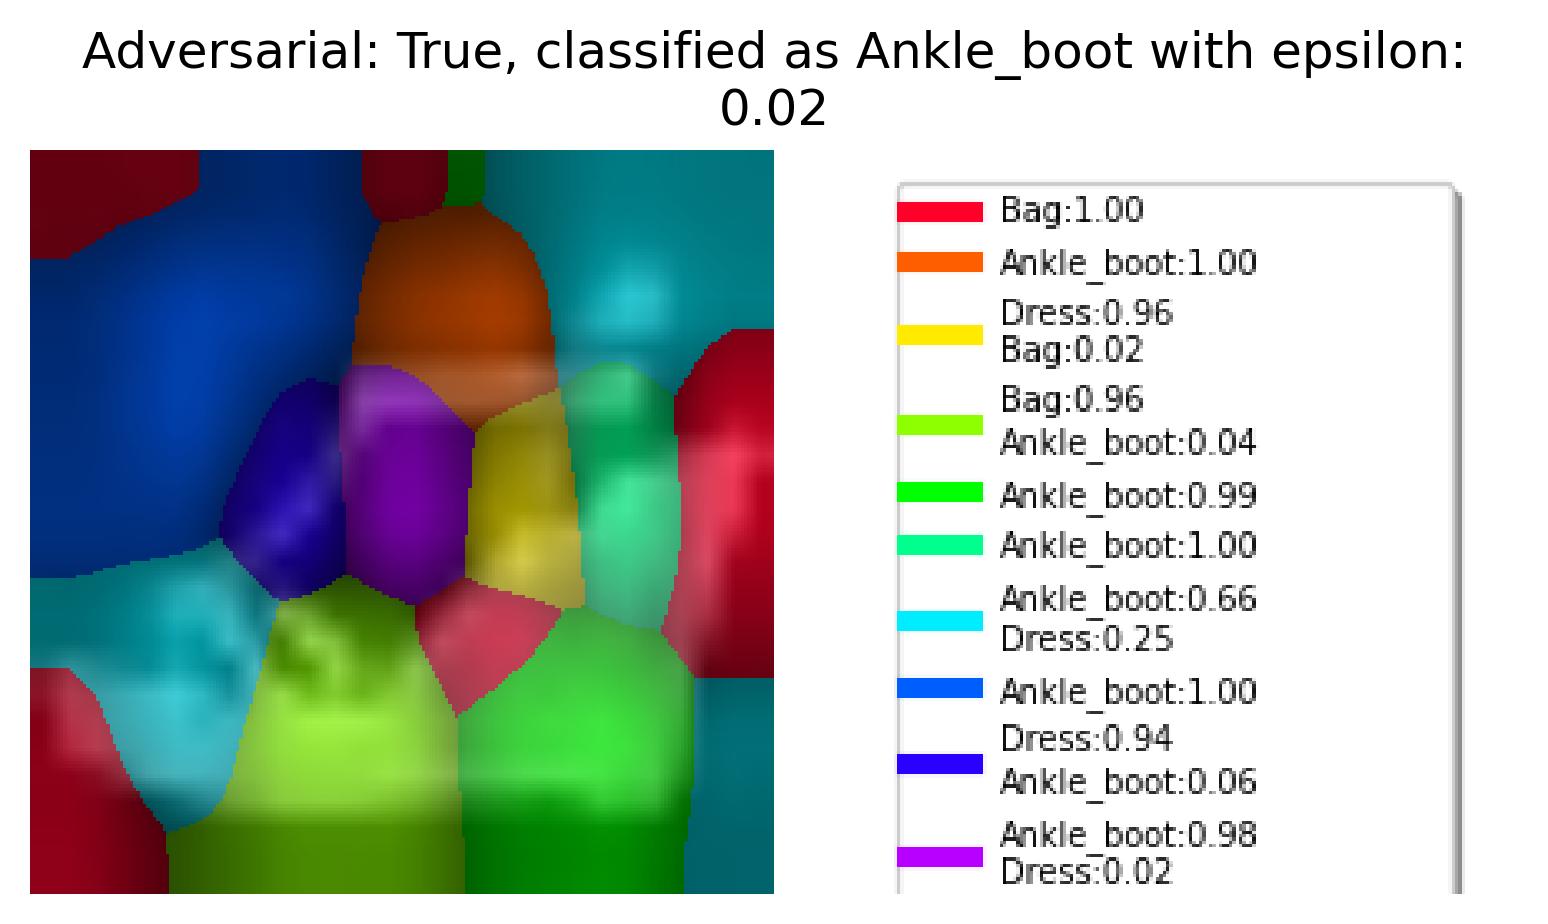 Adversarial: True, classified as Ankle_boot with epsilon:
0.02
Bag:1.00
Ankle_boot:1.00
Dress:0.96
Bag:0.02
Bag:0.96
Ankle_boot:0.04
Ankle_boot:0.99
Ankle_boot:1.00
Ankle_boot:0.66
Dress:0.25
Ankle_boot:1.00
Dress:0.94
Ankle_boot:0.06
Ankle_boot:0.98
Dress:0.02